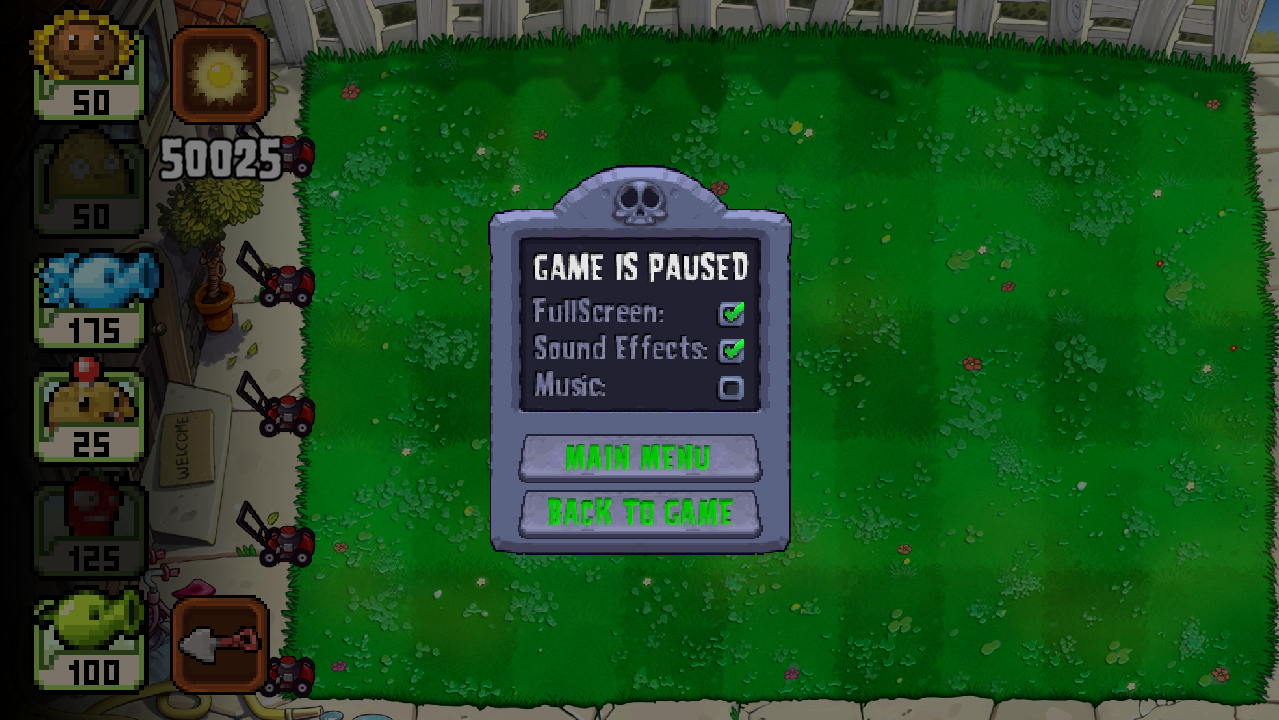 50
50025
50
175
25
125
100
WELCOME
GAME IS PAUSED
FullScreen:
Sound Effects:
Music:
MAIN MENU
BACK TO GAME